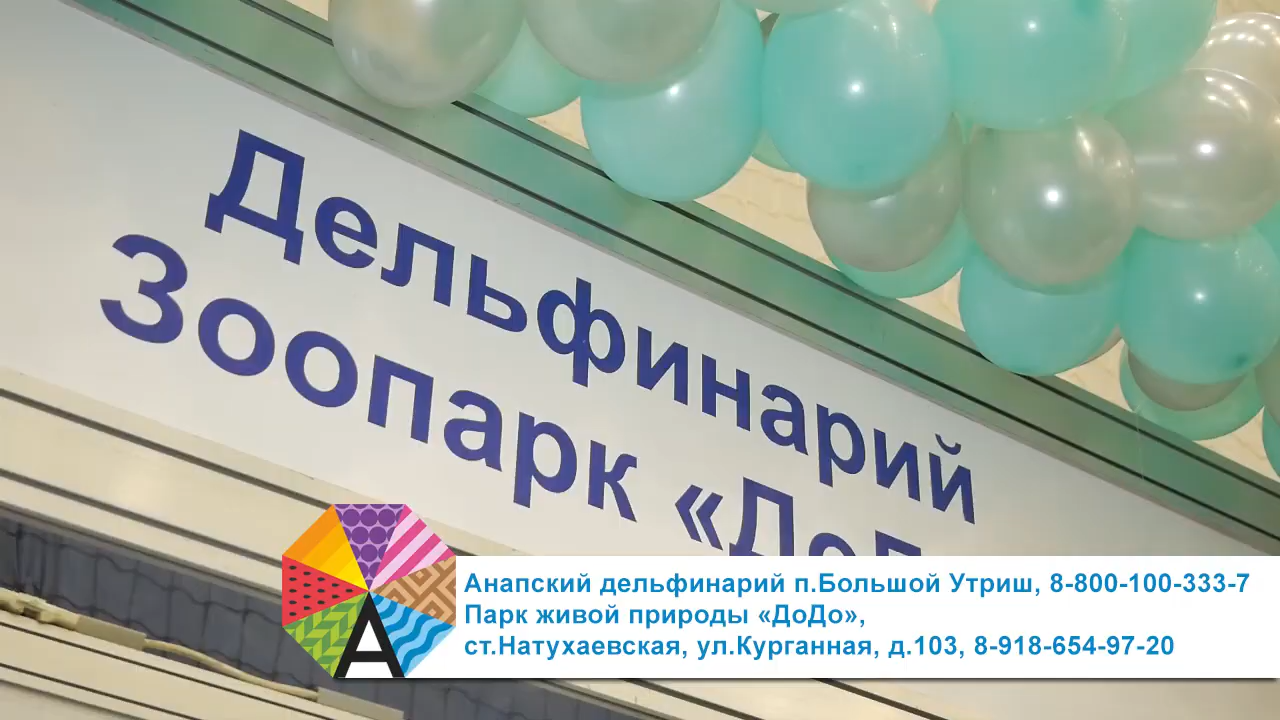 Дельфинарий
Зоопарк «До
А
Анапский дельфинарий п.Большой Утриш, 8-800-100-333-7
Парк живой природы «ДоДо»,
ст.Натухаевская, ул.Курганная, д.103, 8-918-654-97-20